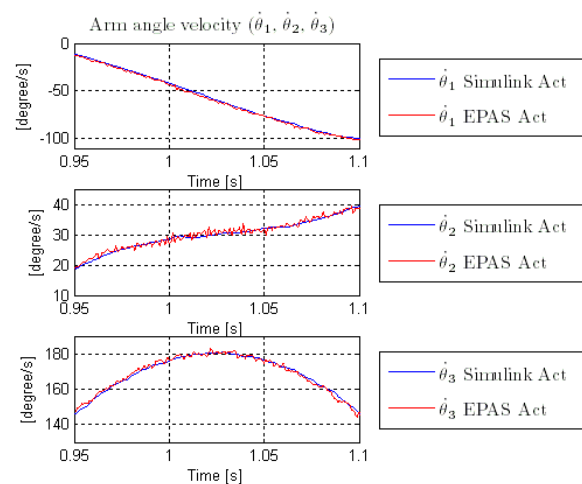 Arm angle velocity (θ̇₁, θ̇₂, θ̇₃)
0
-50
-100
[degree/s]
0.95 1 1.05 1.1
Time [s]
θ̇₁ Simulink Act
θ̇₁ EPAS Act
40
30
20
10
[degree/s]
0.95 1 1.05 1.1
Time [s]
θ̇₂ Simulink Act
θ̇₂ EPAS Act
180
160
140
[degree/s]
0.95 1 1.05 1.1
Time [s]
θ̇₃ Simulink Act
θ̇₃ EPAS Act